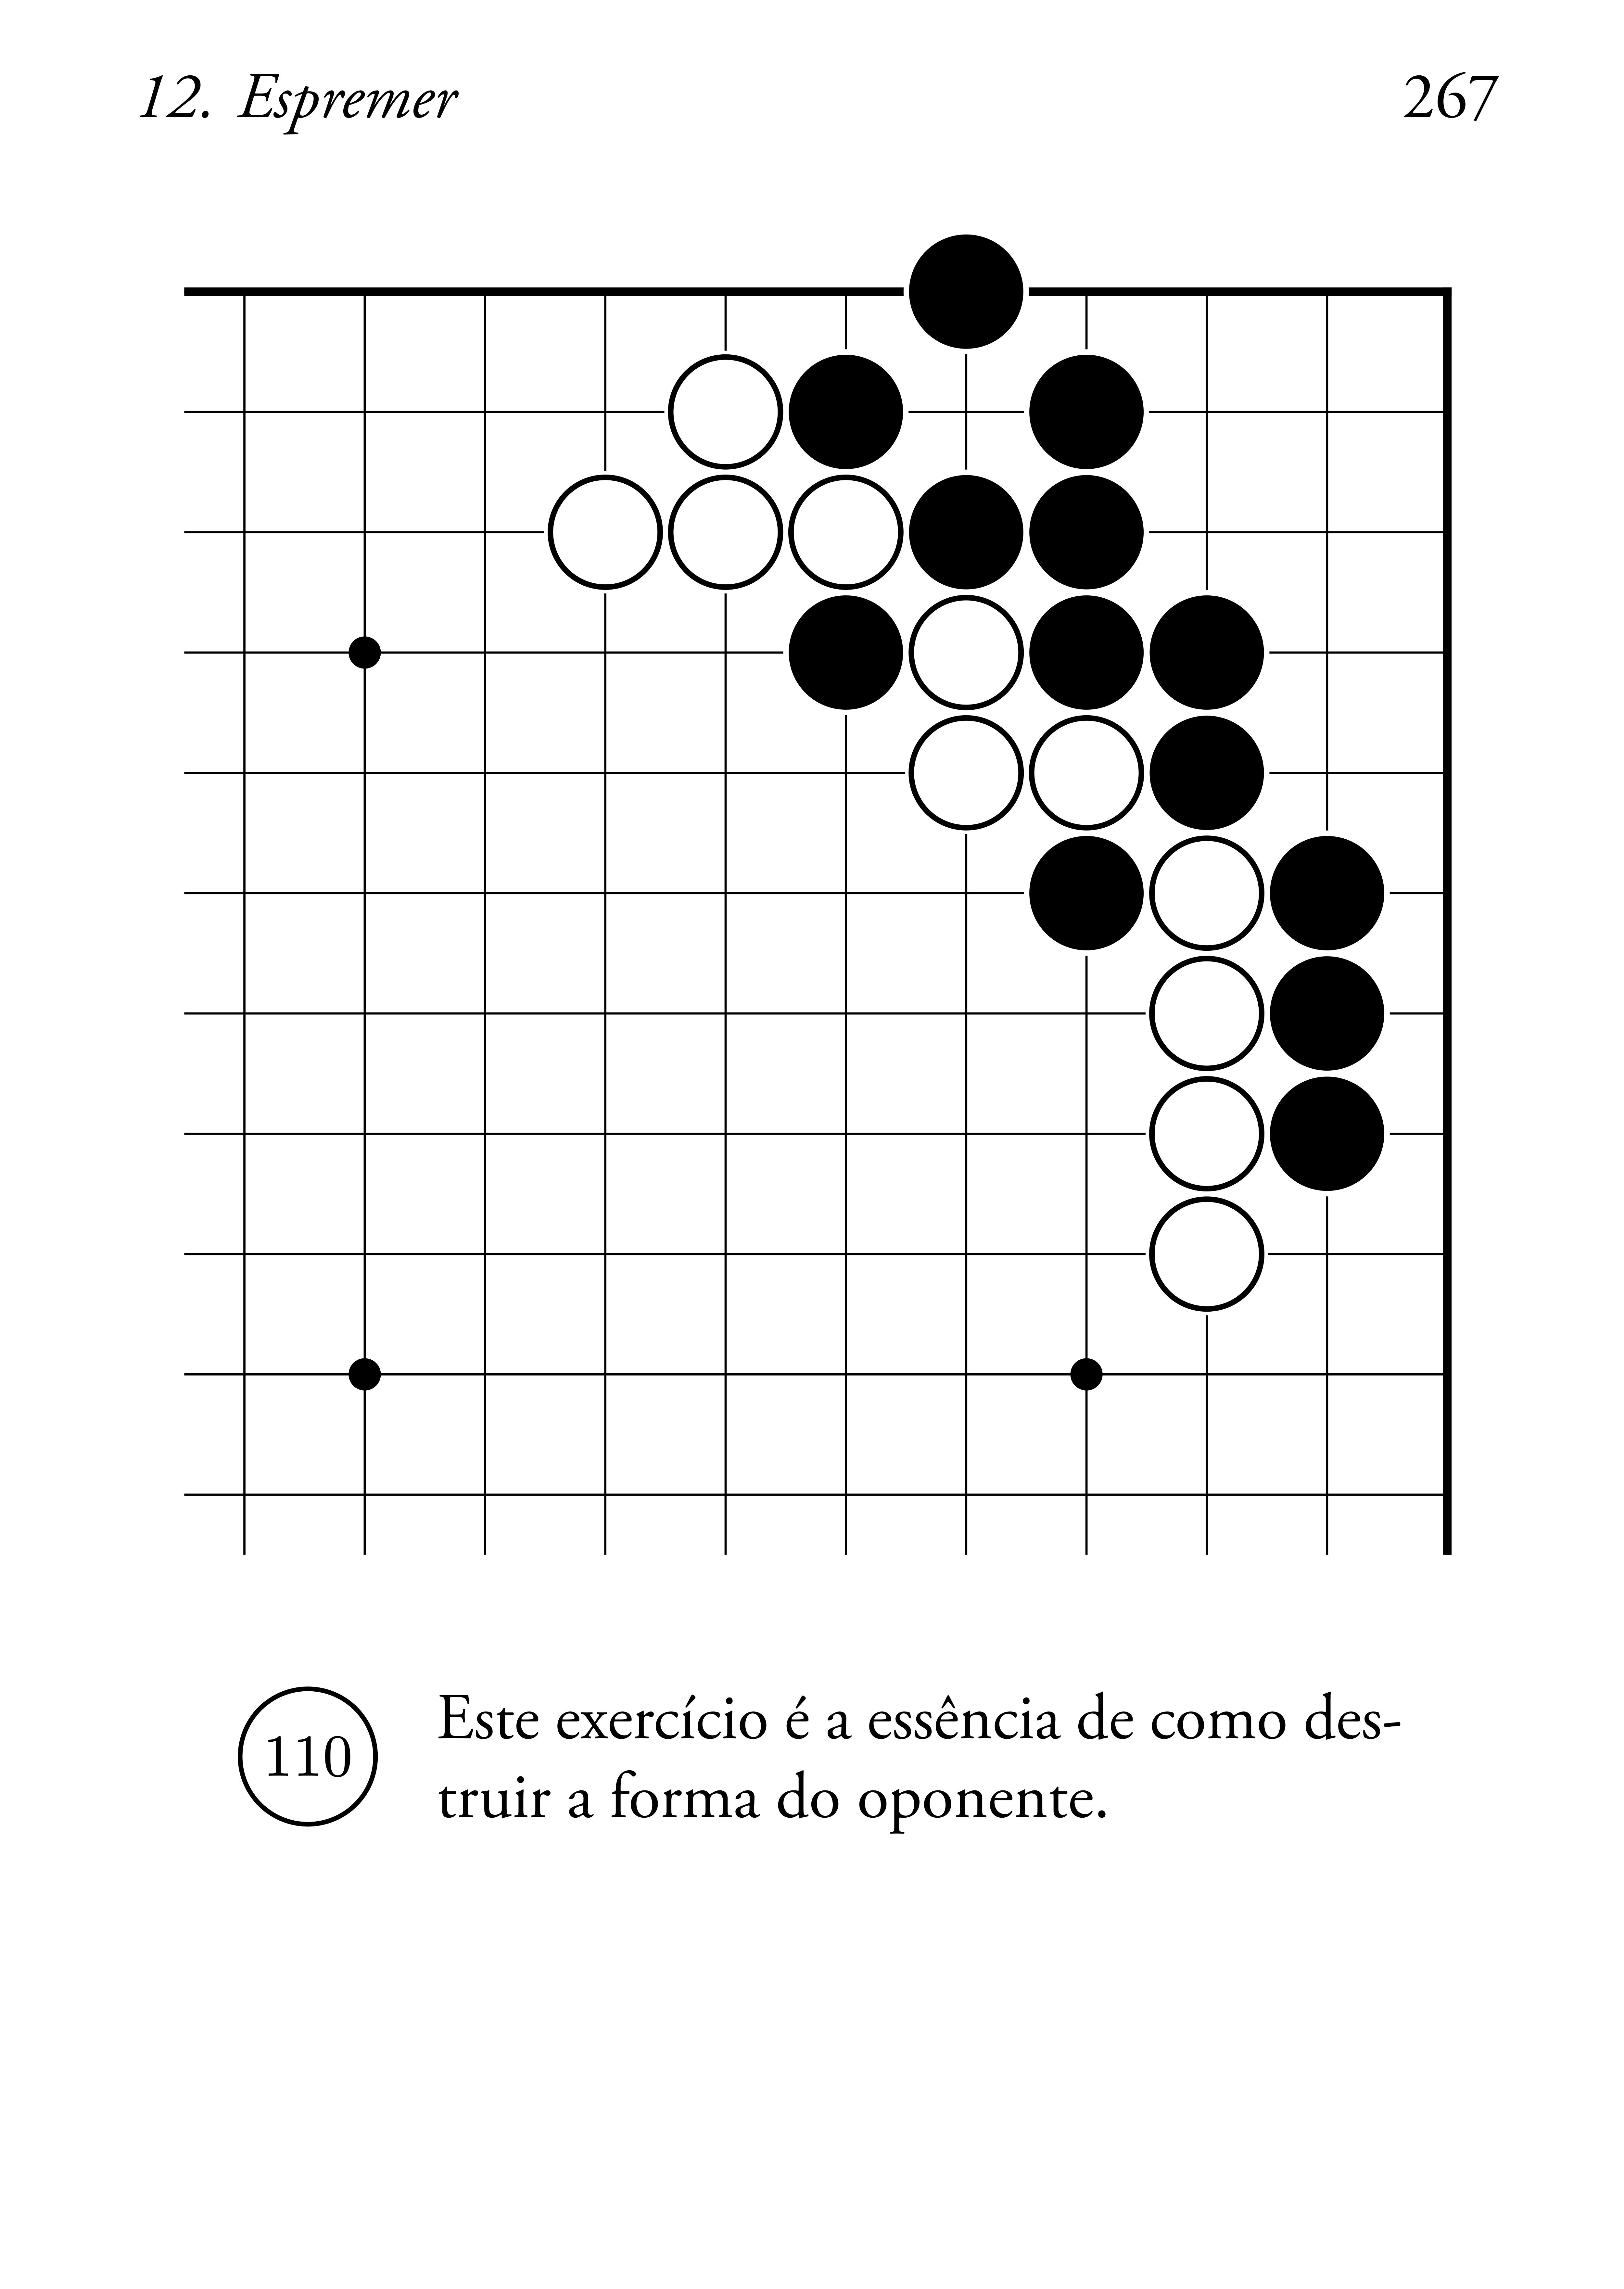 12. Espremer 267
110 Este exercício é a essência de como des-
truir a forma do oponente.